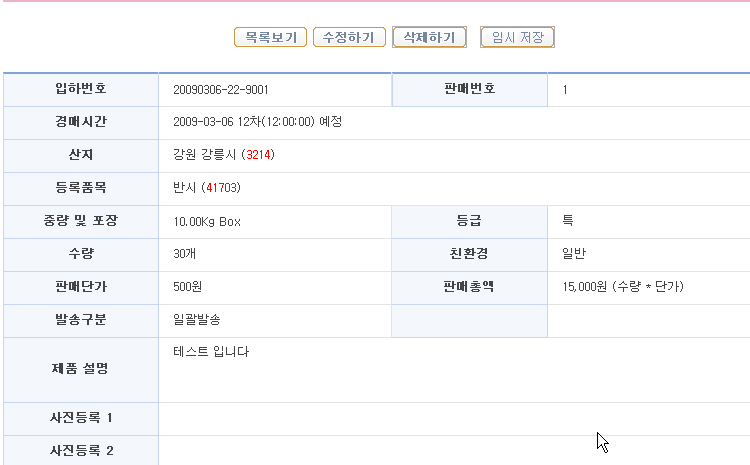 목록보기 수정하기 삭제하기 임시 저장
입하번호 20090306-22-9001 판매번호 1
경매시간 2009-03-06 12차(12:00:00) 예정
산지 강원 강릉시 (3214)
등록품목 반시 (41703)
중량 및 포장 10.00Kg Box 등급 특
수량 30개 친환경 일반
판매단가 500원 판매총액 15,000원 (수량 * 단가)
발송구분 일괄발송
제품 설명 테스트 입니다
사진등록 1
사진등록 2